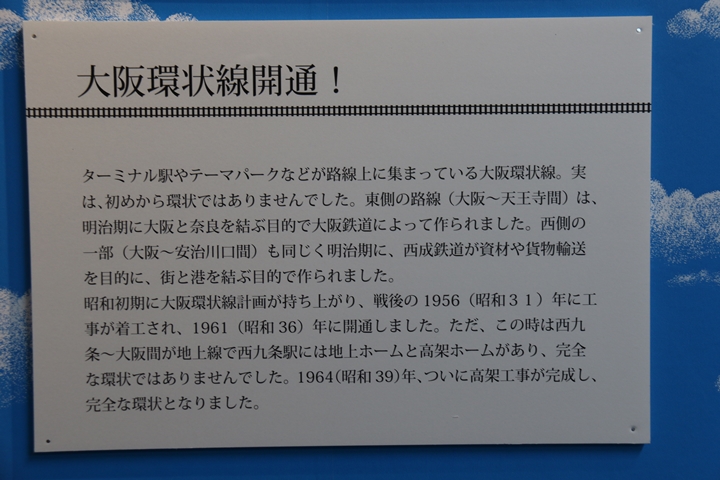 大阪環状線開通！
ターミナル駅やテーマパークなどが路線上に集まっている大阪環状線。実
は、初めから環状ではありませんでした。東側の路線（大阪～天王寺間）は、
明治期に大阪と奈良を結ぶ目的で大阪鉄道によって作られました。西側の
一部（大阪～安治川口間）も同じく明治期に、西成鉄道が資材や貨物輸送
を目的に、街と港を結ぶ目的で作られました。
昭和初期に大阪環状線計画が持ち上がり、戦後の 1956（昭和３１）年に工
事が着工され、1961（昭和 36）年に開通しました。ただ、この時は西九
条～大阪間が地上線で西九条駅には地上ホームと高架ホームがあり、完全
な環状ではありませんでした。1964(昭和 39)年、ついに高架工事が完成し、
完全な環状となりました。